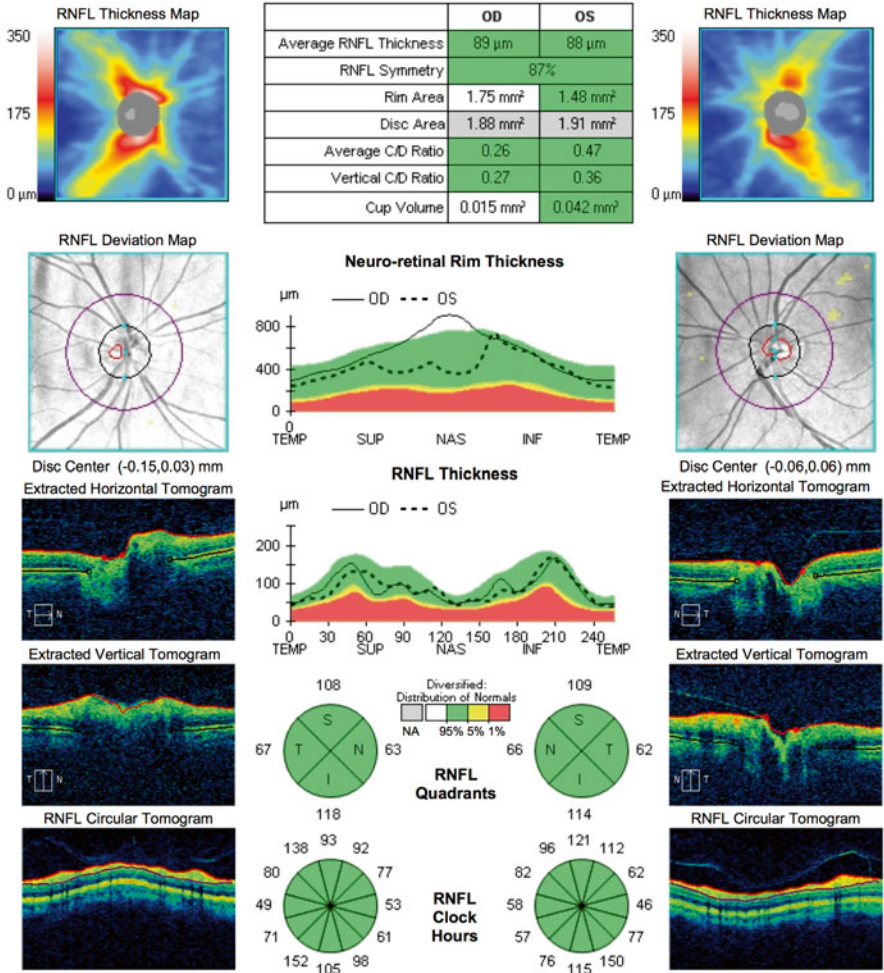 RNFL Thickness Map
350
175
0 µm
OD OS
Average RNFL Thickness 89 µm 88 µm
RNFL Symmetry 87%
Rim Area 1.75 mm² 1.48 mm²
Disc Area 1.88 mm² 1.91 mm²
Average C/D Ratio 0.26 0.47
Vertical C/D Ratio 0.27 0.36
Cup Volume 0.015 mm³ 0.042 mm³
RNFL Thickness Map
350
175
0 µm
RNFL Deviation Map
Disc Center (-0.15,0.03) mm
Neuro-retinal Rim Thickness
µm OD OS
800
400
0
0
TEMP SUP NAS INF TEMP
RNFL Deviation Map
Disc Center (-0.06,0.06) mm
Extracted Horizontal Tomogram
T N
RNFL Thickness
µm OD OS
200
100
0
0 30 60 90 120 150 180 210 240
TEMP SUP NAS INF TEMP
Extracted Horizontal Tomogram
N T
Extracted Vertical Tomogram
T N
108
S
67 T N 63
I
118
Diversified:
Distribution of Normals
NA 95% 5% 1%
RNFL
Quadrants
109
S
66 N T 62
I
114
Extracted Vertical Tomogram
N T
RNFL Circular Tomogram
93
138 92
80 77
49 53
71 61
152 98
105
RNFL
Clock
Hours
121
96 112
82 62
58 46
57 77
76 150
115
RNFL Circular Tomogram